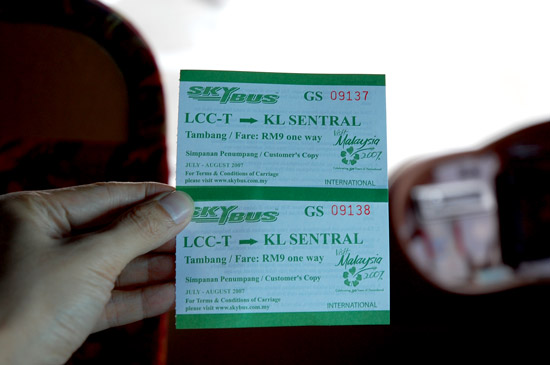 SKYBUS GS 09137
LCC-T KL SENTRAL
Tambang / Fare: RM9 one way
Visit Malaysia 2007
Simpanan Penumpang / Customer's Copy
JULY - AUGUST 2007
For Terms & Conditions of Carriage
please visit www.skybus.com.my
INTERNATIONAL
SKYBUS GS 09138
LCC-T KL SENTRAL
Tambang / Fare: RM9 one way
Visit Malaysia 2007
Simpanan Penumpang / Customer's Copy
JULY - AUGUST 2007
For Terms & Conditions of Carriage
please visit www.skybus.com.my
INTERNATIONAL